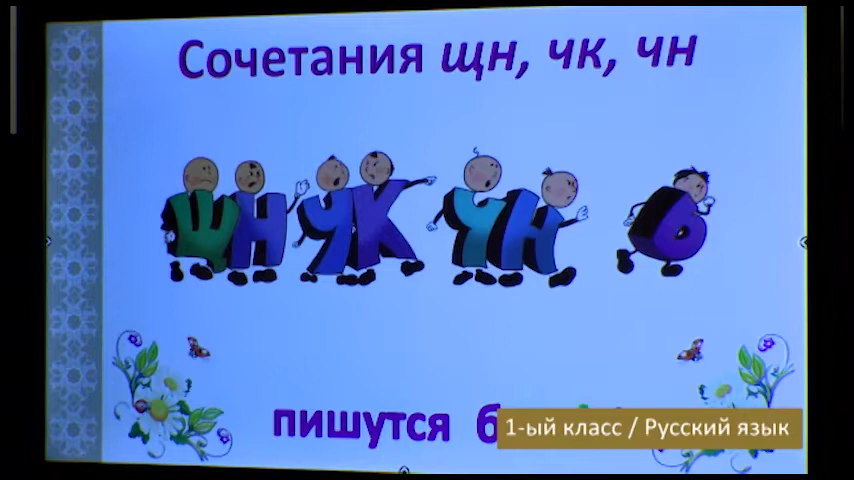 Сочетания щн, чк, чн
ЩН ЧК ЧН Ь
пишутся
1-ый класс / Русский язык